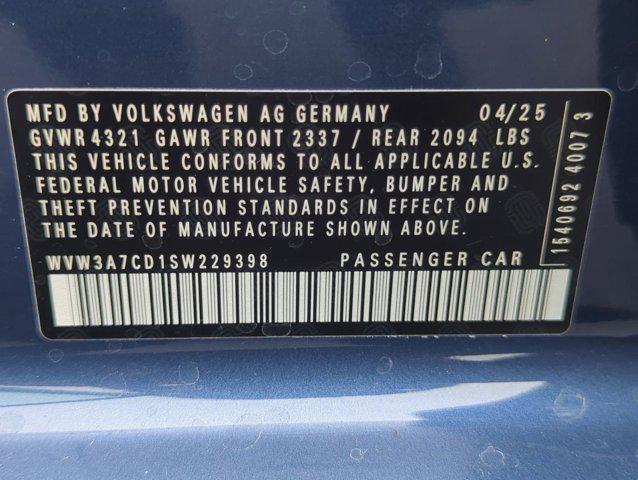 MFD BY VOLKSWAGEN AG GERMANY 04/25
GVWR 4321 GAWR FRONT 2337 / REAR 2094 LBS
THIS VEHICLE CONFORMS TO ALL APPLICABLE U.S.
FEDERAL MOTOR VEHICLE SAFETY, BUMPER AND
THEFT PREVENTION STANDARDS IN EFFECT ON
THE DATE OF MANUFACTURE SHOWN ABOVE.
WVW3A7CD1SW229398 PASSENGER CAR
1540692 4007 3